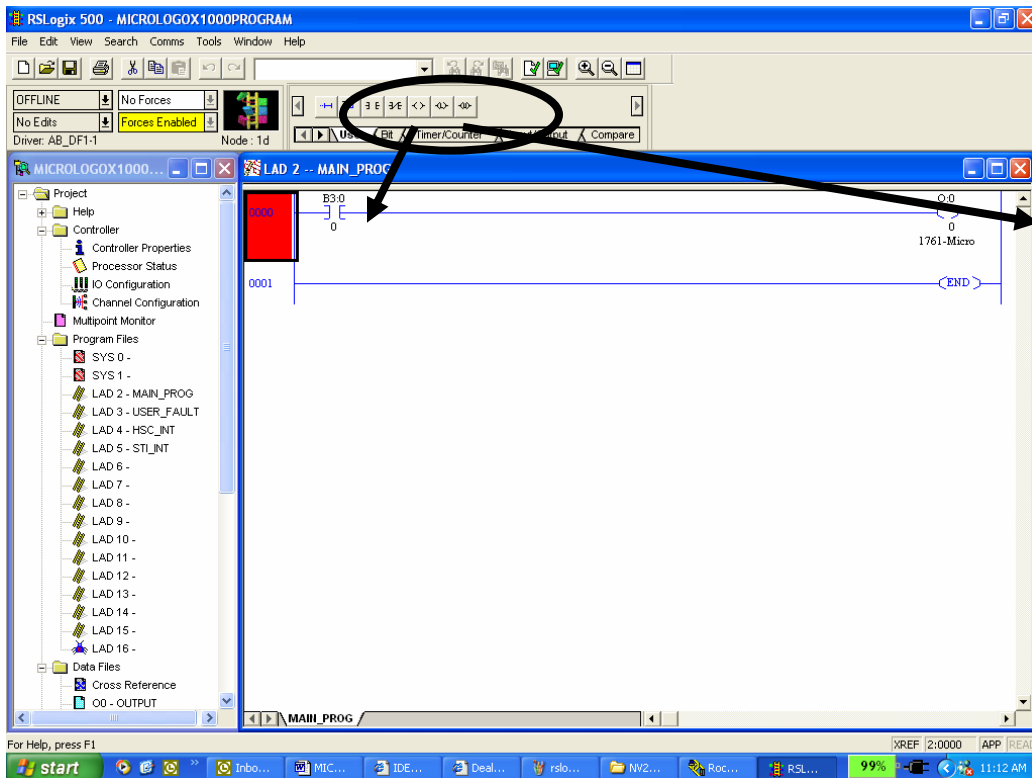 RSLogix 500 - MICROLOGOX1000PROGRAM
File Edit View Search Comms Tools Window Help
OFFLINE
No Forces
No Edits
Forces Enabled
Driver: AB_DF1-1
Node : 1d
Bit
Timer/Counter
Compare
MICROLOGOX1000...
LAD 2 -- MAIN_PROG
Project
Help
Controller
Controller Properties
Processor Status
IO Configuration
Channel Configuration
Multipoint Monitor
Program Files
SYS 0 -
SYS 1 -
LAD 2 - MAIN_PROG
LAD 3 - USER_FAULT
LAD 4 - HSC_INT
LAD 5 - STI_INT
LAD 6 -
LAD 7 -
LAD 8 -
LAD 9 -
LAD 10 -
LAD 11 -
LAD 12 -
LAD 13 -
LAD 14 -
LAD 15 -
LAD 16 -
Data Files
Cross Reference
O0 - OUTPUT
0000
B3:0
0
O:0
0
1761-Micro
0001
END
MAIN_PROG
For Help, press F1
XREF 2:0000 APP READ
start
Inbo...
MIC...
IDE...
Deal...
rslo...
NV2...
Roc...
RSL...
99%
11:12 AM